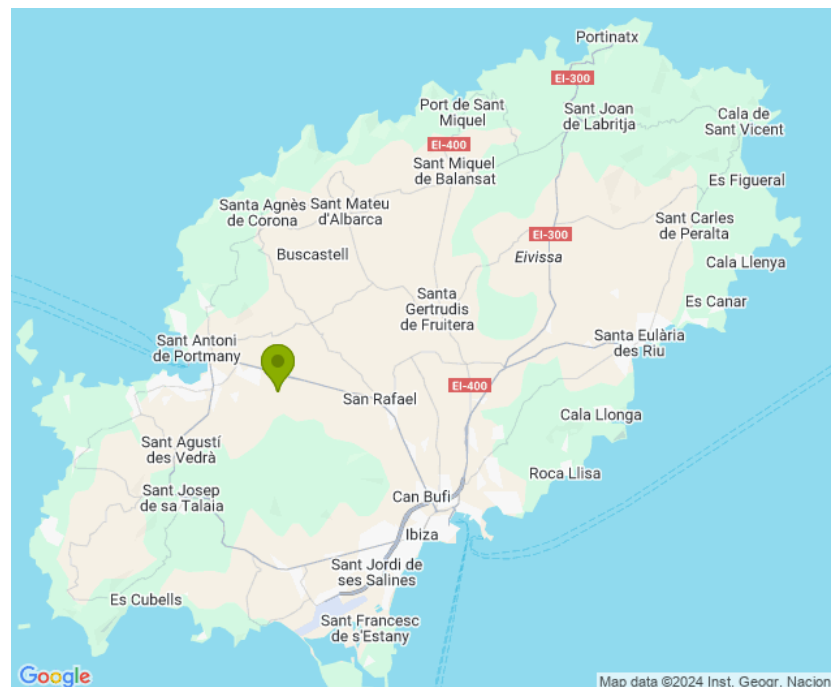 Portinatx
EI-300
Port de Sant
Miquel
Sant Joan
de Labritja
Cala de
Sant Vicent
EI-400
Sant Miquel
de Balansat
Es Figueral
Santa Agnès
de Corona
Sant Mateu
d'Albarca
Sant Carles
de Peralta
EI-300
Buscastell
Eivissa
Cala Llenya
Santa
Gertrudis
de Fruitera
Es Canar
Sant Antoni
de Portmany
Santa Eulària
des Riu
EI-400
San Rafael
Cala Llonga
Sant Agustí
des Vedrà
Roca Llisa
Sant Josep
de sa Talaia
Can Bufi
Ibiza
Sant Jordi de
ses Salines
Es Cubells
Sant Francesc
de s'Estany
Google
Map data ©2024 Inst. Geogr. Nacion